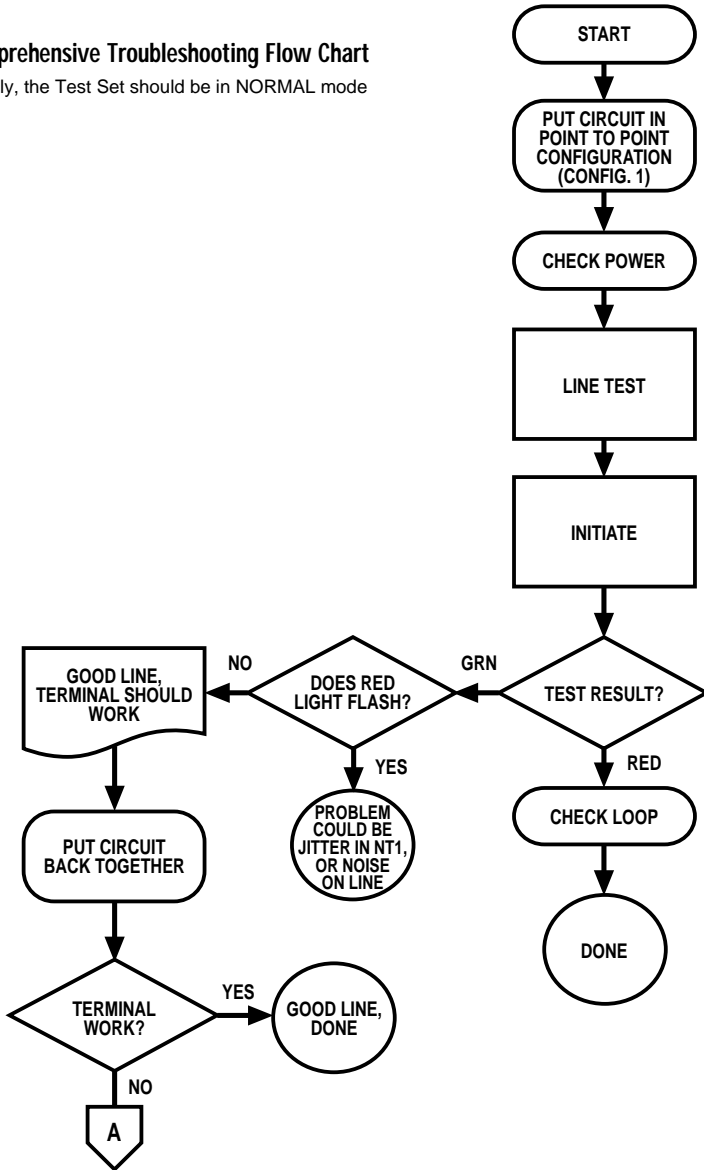 prehensive Troubleshooting Flow Chart
ly, the Test Set should be in NORMAL mode
START
PUT CIRCUIT IN
POINT TO POINT
CONFIGURATION
(CONFIG. 1)
CHECK POWER
LINE TEST
INITIATE
TEST RESULT?
GRN
RED
DOES RED
LIGHT FLASH?
NO
YES
GOOD LINE,
TERMINAL SHOULD
WORK
PROBLEM
COULD BE
JITTER IN NT1,
OR NOISE
ON LINE
CHECK LOOP
DONE
PUT CIRCUIT
BACK TOGETHER
TERMINAL
WORK?
YES
GOOD LINE,
DONE
NO
A